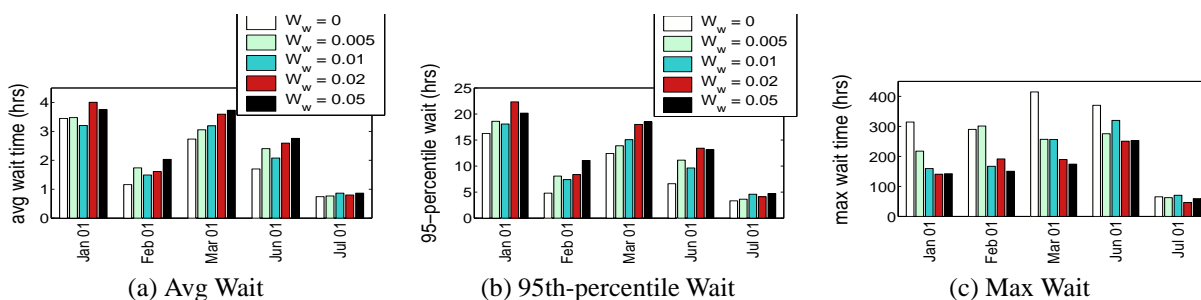 W_w = 0
W_w = 0.005
W_w = 0.01
W_w = 0.02
W_w = 0.05
avg wait time (hrs)
4
3
2
1
0
Jan 01
Feb 01
Mar 01
Jun 01
Jul 01
(a) Avg Wait
W_w = 0
W_w = 0.005
W_w = 0.01
W_w = 0.02
W_w = 0.05
95-percentile wait (hrs)
25
20
15
10
5
0
Jan 01
Feb 01
Mar 01
Jun 01
Jul 01
(b) 95th-percentile Wait
max wait time (hrs)
400
300
200
100
0
Jan 01
Feb 01
Mar 01
Jun 01
Jul 01
(c) Max Wait